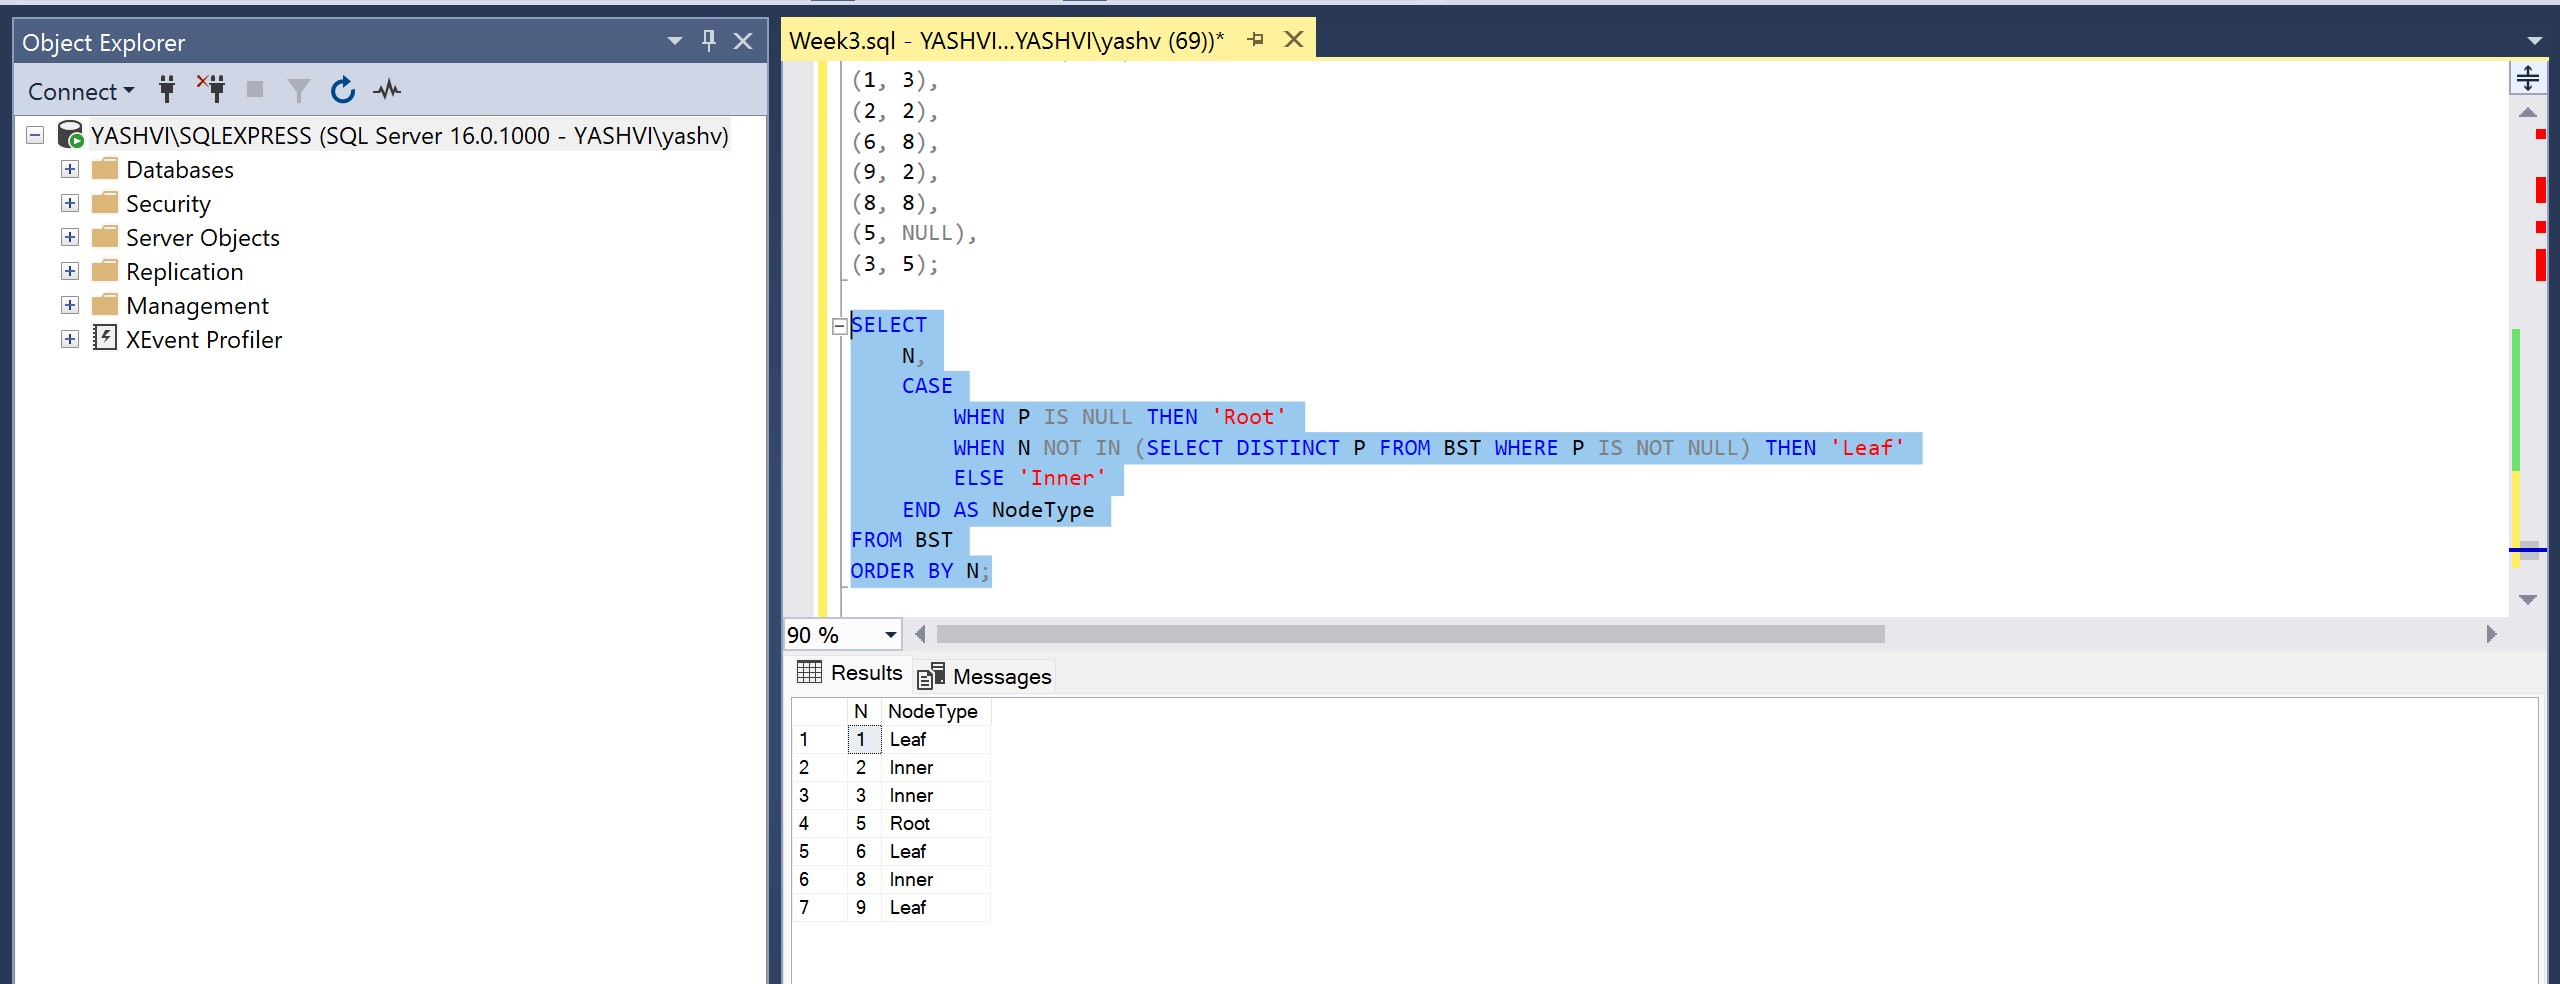 Object Explorer
Connect
YASHVI\SQLEXPRESS (SQL Server 16.0.1000 - YASHVI\yashv)
Databases
Security
Server Objects
Replication
Management
XEvent Profiler
Week3.sql - YASHVI...YASHVI\yashv (69))*
(1, 3),
(2, 2),
(6, 8),
(9, 2),
(8, 8),
(5, NULL),
(3, 5);
SELECT
N,
CASE
WHEN P IS NULL THEN 'Root'
WHEN N NOT IN (SELECT DISTINCT P FROM BST WHERE P IS NOT NULL) THEN 'Leaf'
ELSE 'Inner'
END AS NodeType
FROM BST
ORDER BY N;
90 %
Results Messages
N NodeType
1 1 Leaf
2 2 Inner
3 3 Inner
4 5 Root
5 6 Leaf
6 8 Inner
7 9 Leaf